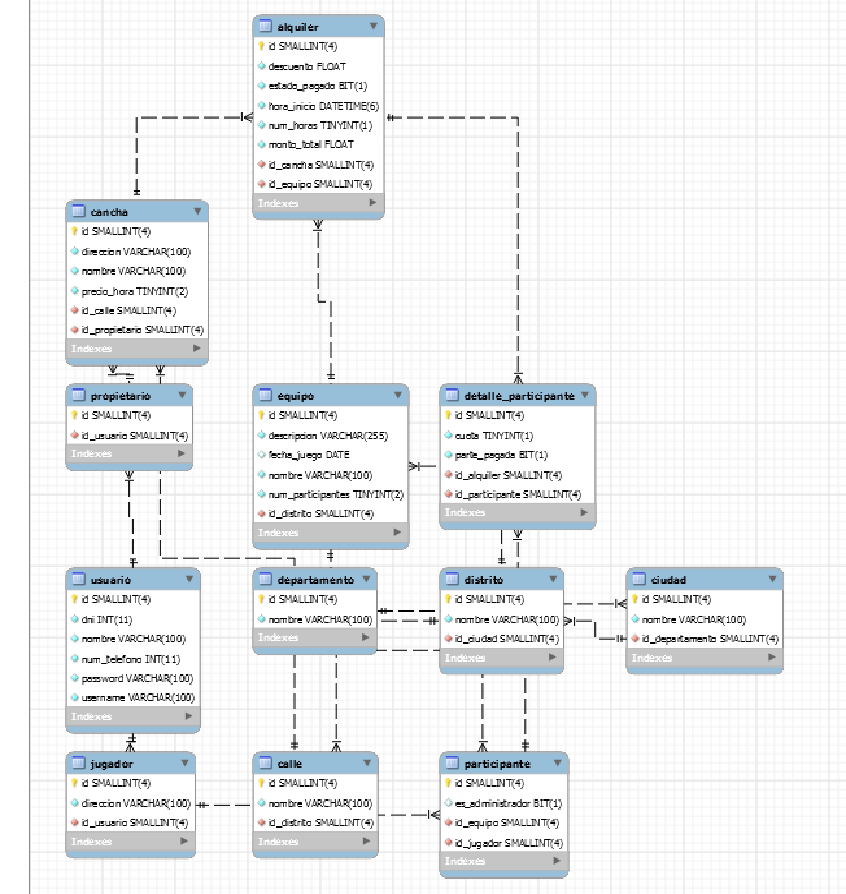 alquiler
id SMALLINT(4)
descuento FLOAT
estado_pagado BIT(1)
hora_inicio DATETIME(6)
num_horas TINYINT(1)
monto_total FLOAT
id_cancha SMALLINT(4)
id_equipo SMALLINT(4)
Indexes
cancha
id SMALLINT(4)
direccion VARCHAR(100)
nombre VARCHAR(100)
precio_hora TINYINT(2)
id_calle SMALLINT(4)
id_propietario SMALLINT(4)
Indexes
propietario
id SMALLINT(4)
id_usuario SMALLINT(4)
Indexes
equipo
id SMALLINT(4)
descripcion VARCHAR(255)
fecha_juego DATE
nombre VARCHAR(100)
num_participantes TINYINT(2)
id_distrito SMALLINT(4)
Indexes
detalle_participante
id SMALLINT(4)
cuota TINYINT(1)
parte_pagada BIT(1)
id_alquiler SMALLINT(4)
id_participante SMALLINT(4)
Indexes
usuario
id SMALLINT(4)
dni INT(11)
nombre VARCHAR(100)
num_telefono INT(11)
password VARCHAR(100)
username VARCHAR(100)
Indexes
departamento
id SMALLINT(4)
nombre VARCHAR(100)
Indexes
distrito
id SMALLINT(4)
nombre VARCHAR(100)
id_ciudad SMALLINT(4)
Indexes
ciudad
id SMALLINT(4)
nombre VARCHAR(100)
id_departamento SMALLINT(4)
Indexes
jugador
id SMALLINT(4)
direccion VARCHAR(100)
id_usuario SMALLINT(4)
Indexes
calle
id SMALLINT(4)
nombre VARCHAR(100)
id_distrito SMALLINT(4)
Indexes
participante
id SMALLINT(4)
es_administrador BIT(1)
id_equipo SMALLINT(4)
id_jugador SMALLINT(4)
Indexes